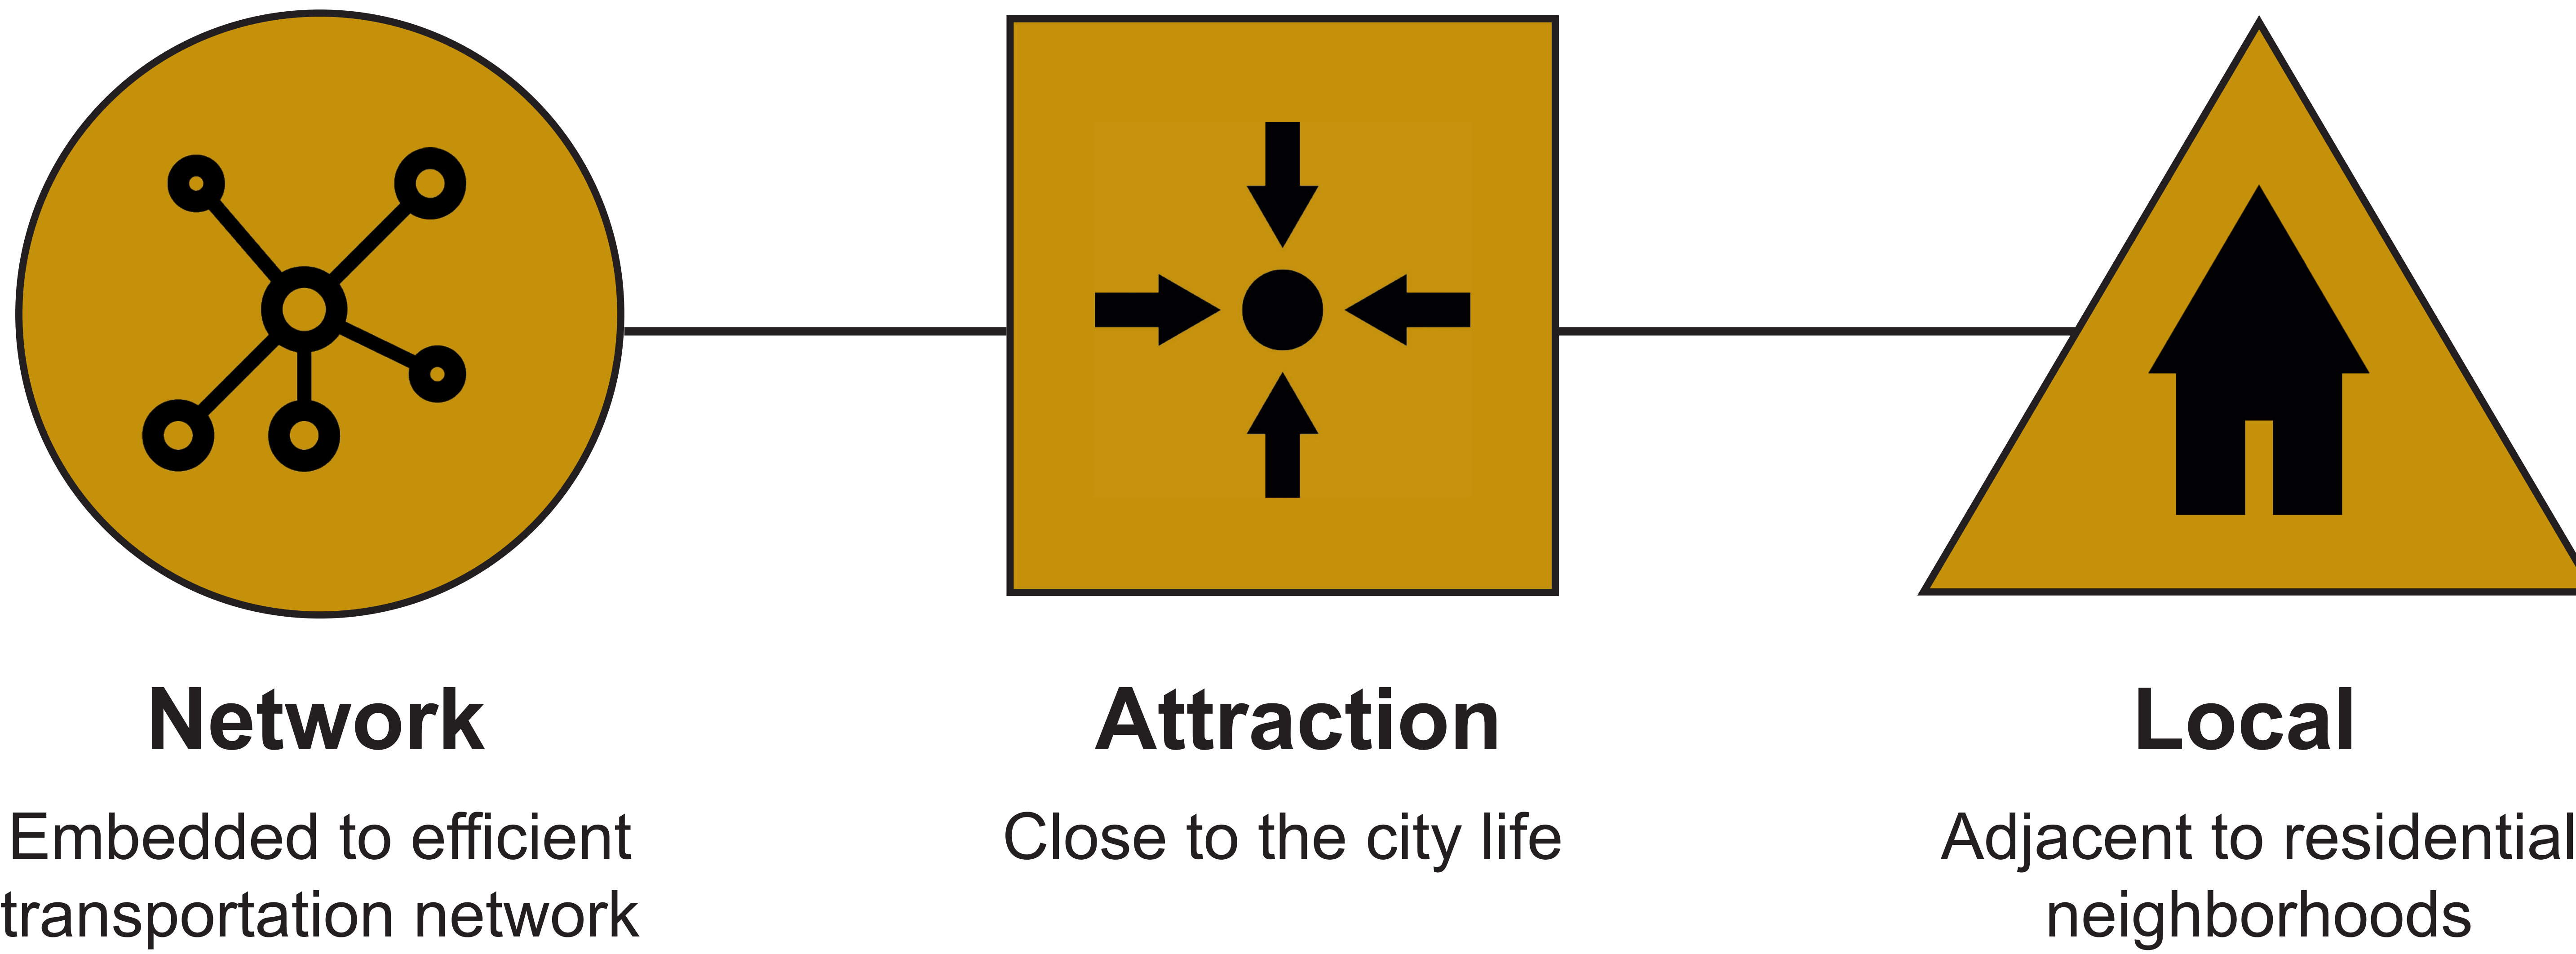 Network
Embedded to efficient
transportation network
Attraction
Close to the city life
Local
Adjacent to residential
neighborhoods